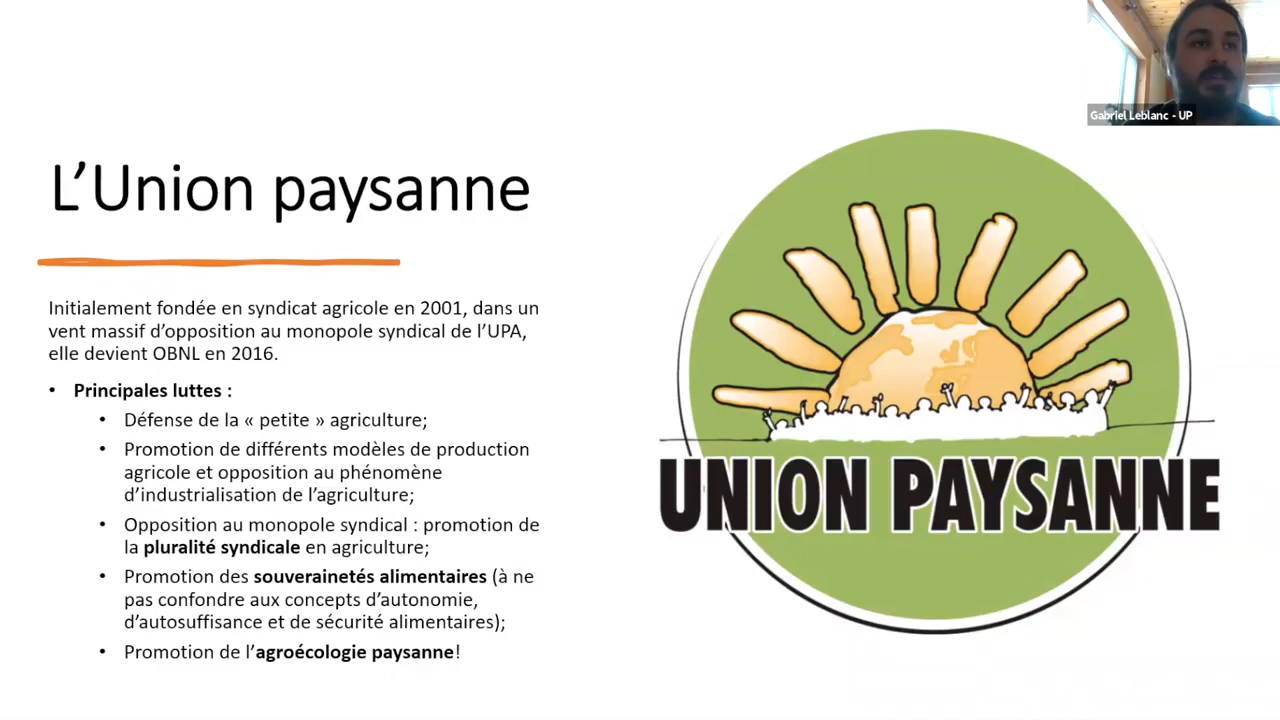 Gabriel Leblanc - UP
L’Union paysanne
Initialement fondée en syndicat agricole en 2001, dans un
vent massif d’opposition au monopole syndical de l’UPA,
elle devient OBNL en 2016.
• Principales luttes :
• Défense de la « petite » agriculture;
• Promotion de différents modèles de production
agricole et opposition au phénomène
d’industrialisation de l’agriculture;
• Opposition au monopole syndical : promotion de
la pluralité syndicale en agriculture;
• Promotion des souverainetés alimentaires (à ne
pas confondre aux concepts d’autonomie,
d’autosuffisance et de sécurité alimentaires);
• Promotion de l’agroécologie paysanne!
UNION PAYSANNE